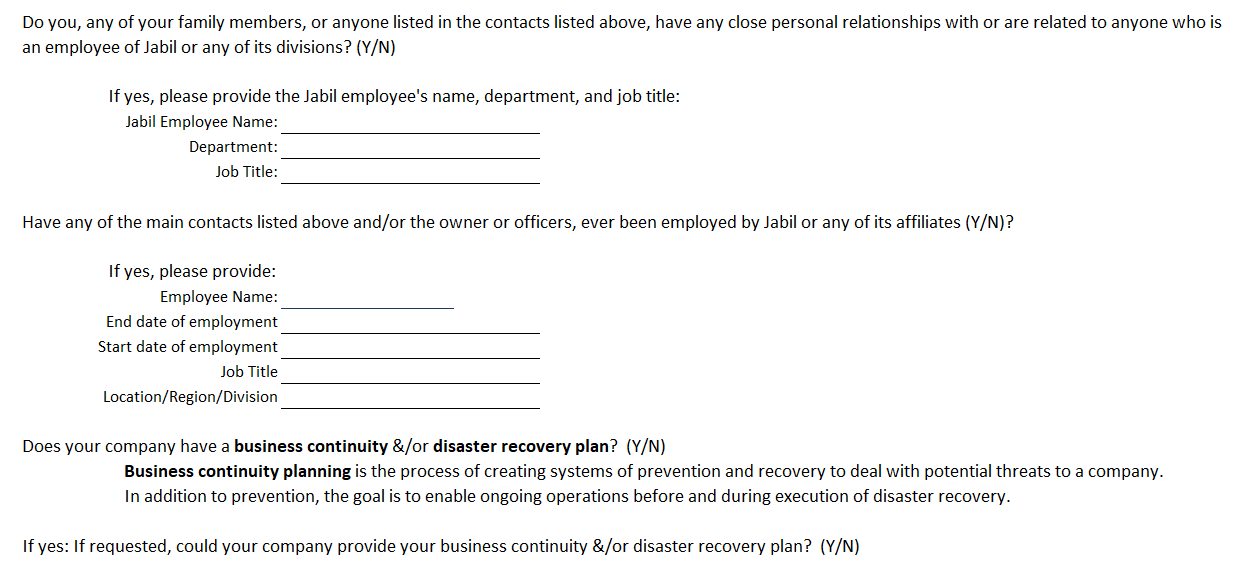 Do you, any of your family members, or anyone listed in the contacts listed above, have any close personal relationships with or are related to anyone who is
an employee of Jabil or any of its divisions? (Y/N)
If yes, please provide the Jabil employee's name, department, and job title:
Jabil Employee Name:
Department:
Job Title:
Have any of the main contacts listed above and/or the owner or officers, ever been employed by Jabil or any of its affiliates (Y/N)?
If yes, please provide:
Employee Name:
End date of employment
Start date of employment
Job Title
Location/Region/Division
Does your company have a business continuity &/or disaster recovery plan? (Y/N)
Business continuity planning is the process of creating systems of prevention and recovery to deal with potential threats to a company.
In addition to prevention, the goal is to enable ongoing operations before and during execution of disaster recovery.
If yes: If requested, could your company provide your business continuity &/or disaster recovery plan? (Y/N)